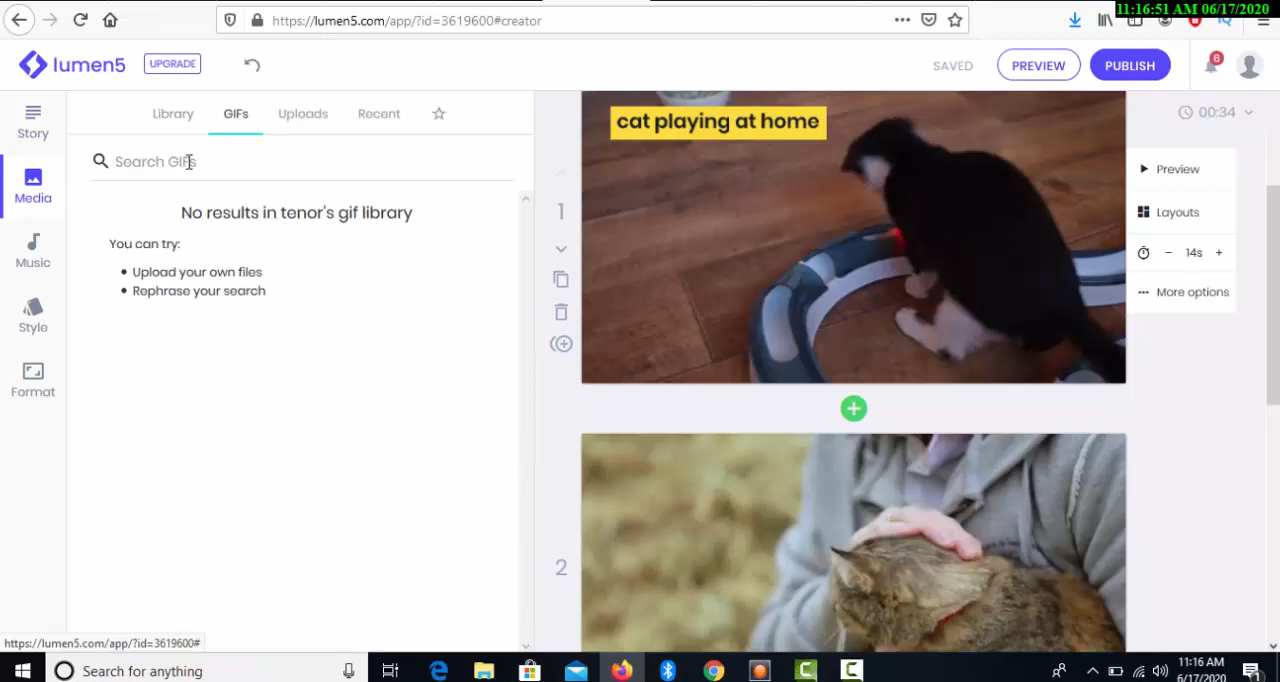 11:16:51 AM 06/17/2020
https://lumen5.com/app/?id=3619600#creator
lumen5
UPGRADE
SAVED
PREVIEW
PUBLISH
6
Story
Media
Music
Style
Format
Library
GIFs
Uploads
Recent
Search GIFs
No results in tenor's gif library
You can try:
Upload your own files
Rephrase your search
1
cat playing at home
2
00:34
Preview
Layouts
14s
More options
https://lumen5.com/app/?id=3619600#
Search for anything
11:16 AM
6/17/2020
1